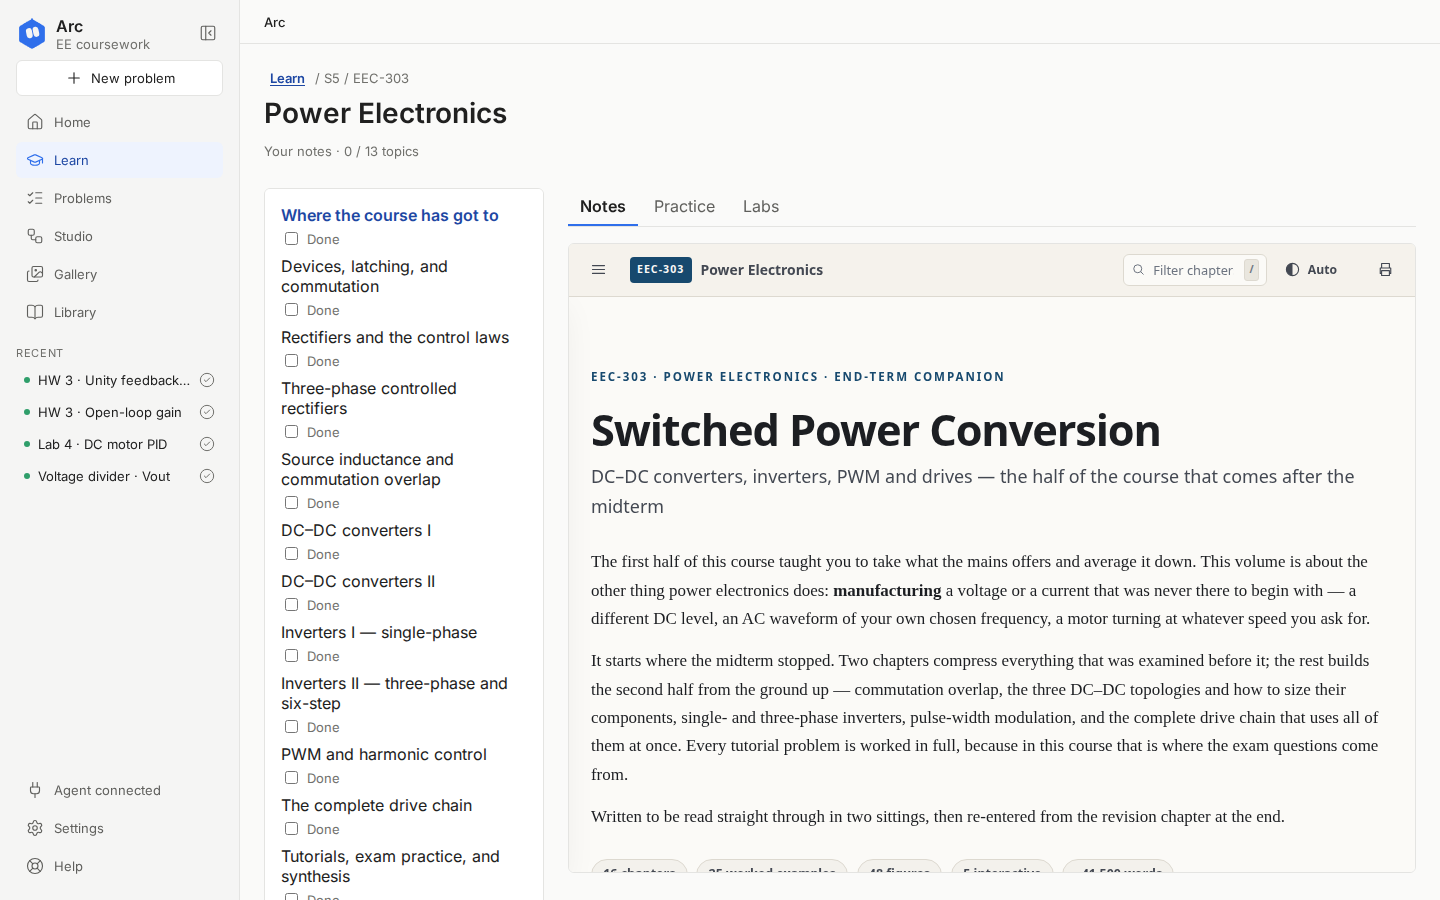 Arc
EE coursework
New problem
Home
Learn
Problems
Studio
Gallery
Library
RECENT
HW 3 · Unity feedback...
HW 3 · Open-loop gain
Lab 4 · DC motor PID
Voltage divider · Vout
Agent connected
Settings
Help
Arc
Learn / S5 / EEC-303
Power Electronics
Your notes · 0 / 13 topics
Where the course has got to
Done
Devices, latching, and
commutation
Done
Rectifiers and the control laws
Done
Three-phase controlled
rectifiers
Done
Source inductance and
commutation overlap
Done
DC–DC converters I
Done
DC–DC converters II
Done
Inverters I — single-phase
Done
Inverters II — three-phase and
six-step
Done
PWM and harmonic control
Done
The complete drive chain
Done
Tutorials, exam practice, and
synthesis
Done
Notes Practice Labs
EEC-303 Power Electronics Filter chapter / Auto
EEC-303 · POWER ELECTRONICS · END-TERM COMPANION
Switched Power Conversion
DC–DC converters, inverters, PWM and drives — the half of the course that comes after the
midterm
The first half of this course taught you to take what the mains offers and average it down. This volume is about the
other thing power electronics does: manufacturing a voltage or a current that was never there to begin with — a
different DC level, an AC waveform of your own chosen frequency, a motor turning at whatever speed you ask for.
It starts where the midterm stopped. Two chapters compress everything that was examined before it; the rest builds
the second half from the ground up — commutation overlap, the three DC–DC topologies and how to size their
components, single- and three-phase inverters, pulse-width modulation, and the complete drive chain that uses all of
them at once. Every tutorial problem is worked in full, because in this course that is where the exam questions come
from.
Written to be read straight through in two sittings, then re-entered from the revision chapter at the end.
16 chapters 35 worked examples 48 figures 5 interactive 41,500 words